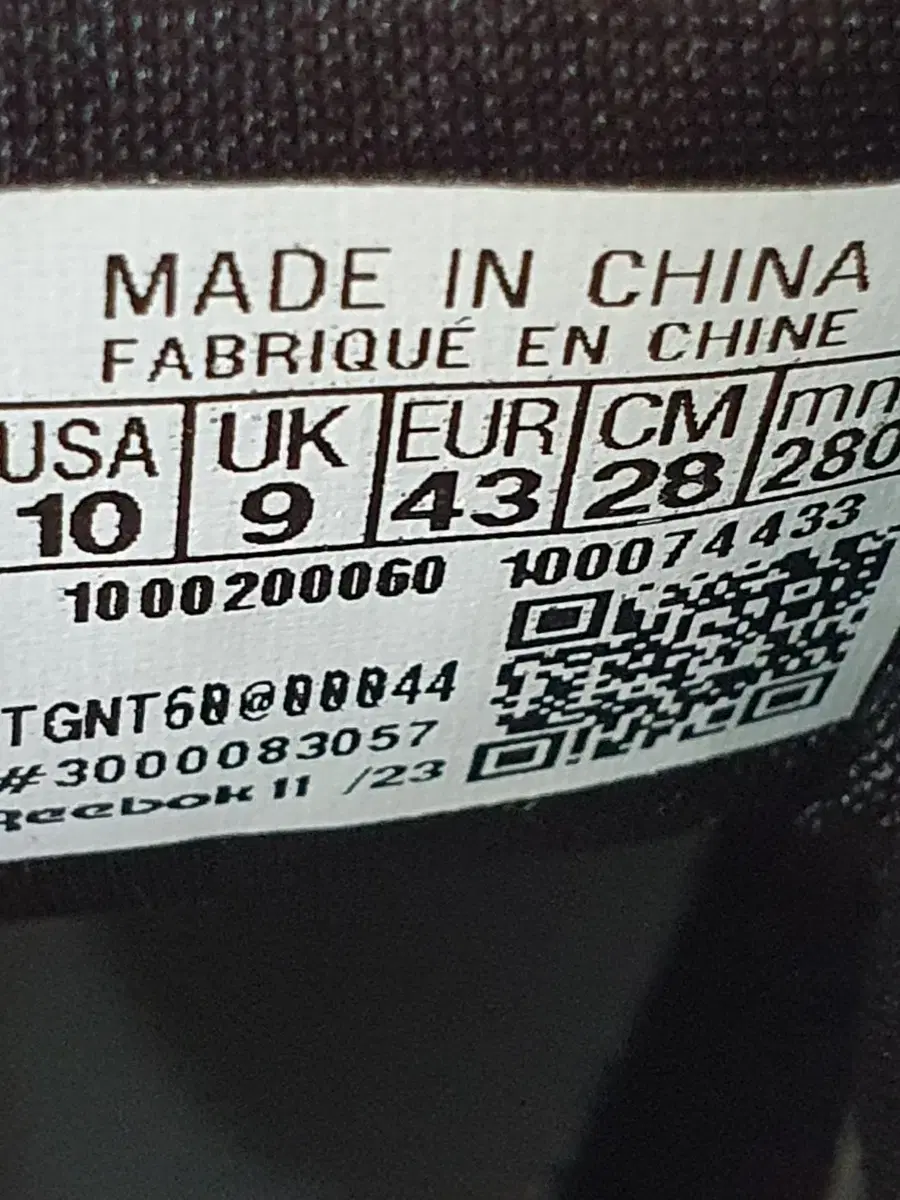 MADE IN CHINA
FABRIQUÉ EN CHINE
USA UK EUR CM mm
10 9 43 28 280
1000200060 100074433
TGNT60@00044
#3000083057
Reebok 11 /23